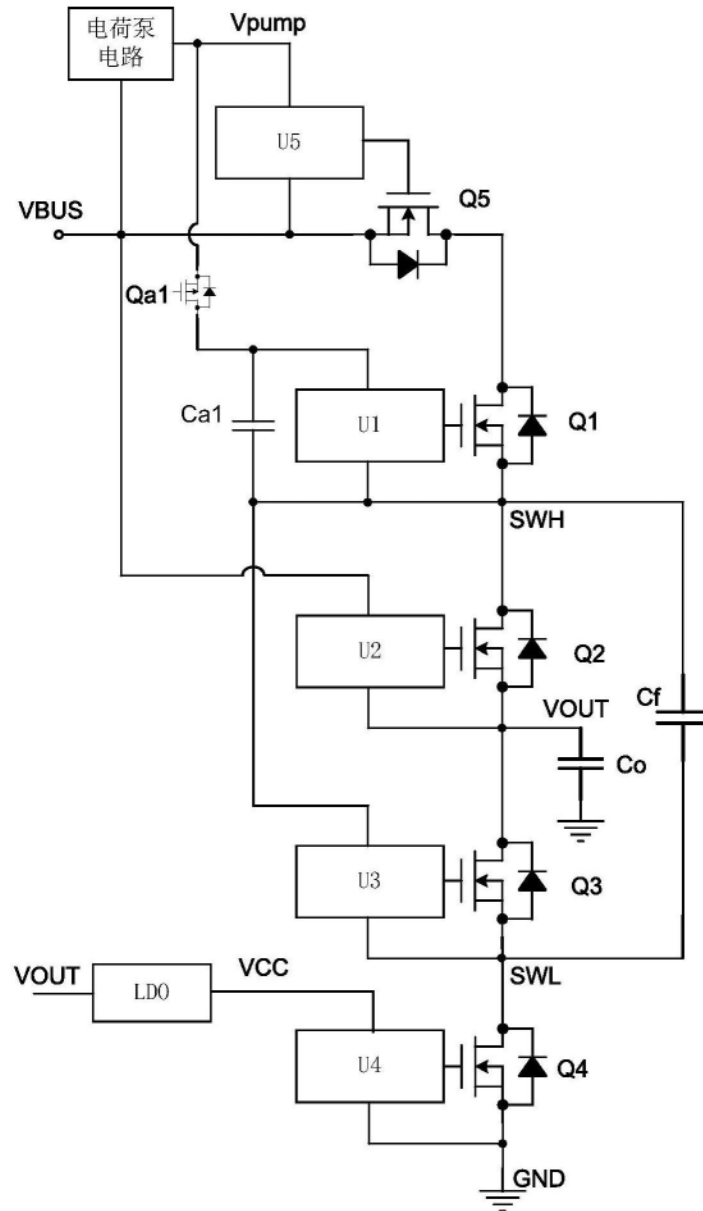 电荷泵
电路
Vpump
U5
Q5
VBUS
Qa1
Ca1
U1
Q1
SWH
U2
Q2
VOUT
Cf
Co
U3
Q3
VOUT
LDO
VCC
SWL
U4
Q4
GND